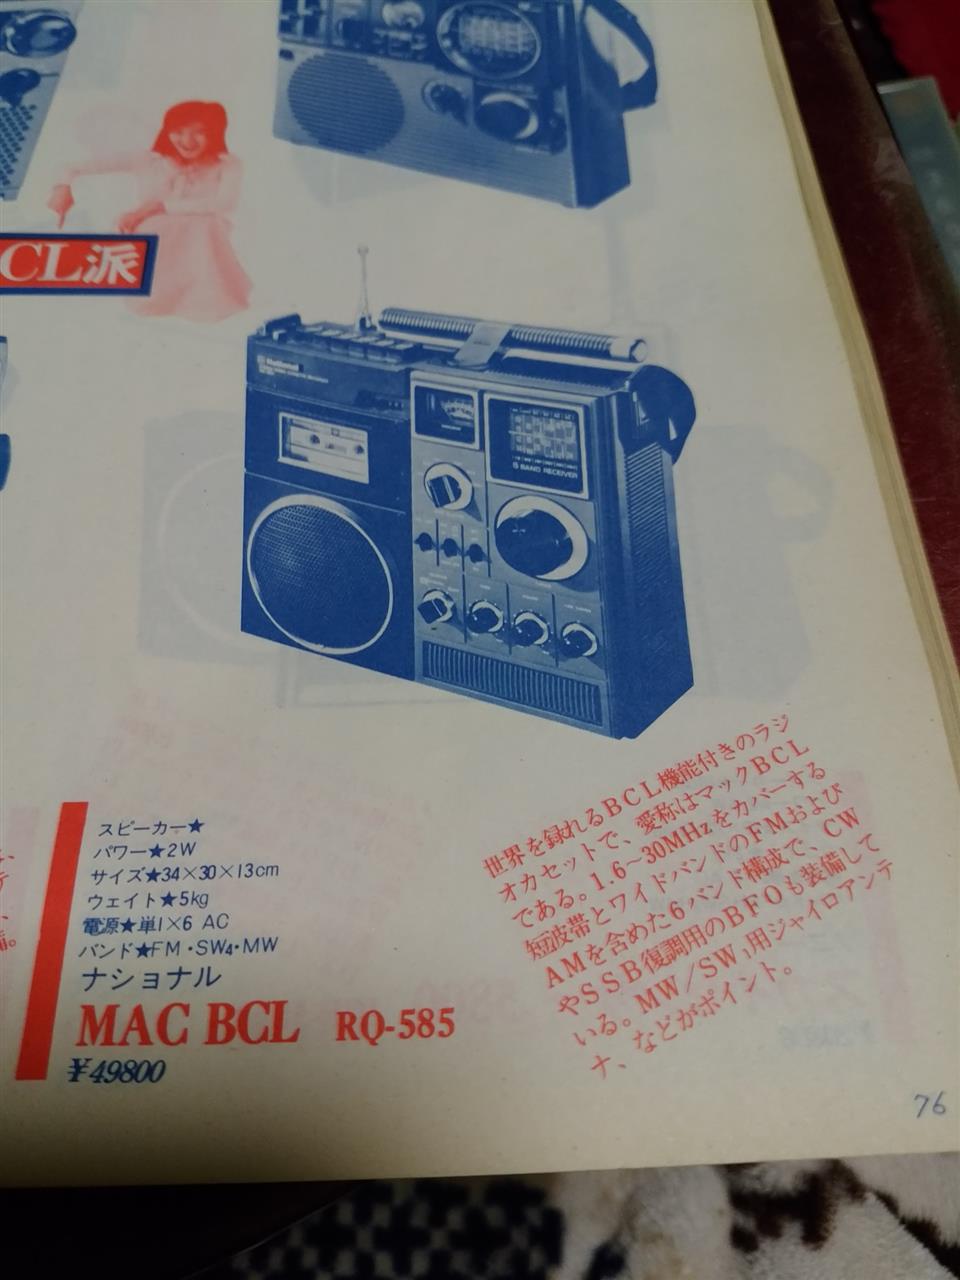 CL派
National
6 BAND RECEIVER
世界を録れるBCL機能付きのラジ
オカセットで、愛称はマックBCL
である。1.6〜30MHzをカバーする
短波帯とワイドバンドのFMおよび
AMを含めた6バンド構成で、CW
やSSB復調用のBFOも装備して
いる。MW/SW₁用ジャイロアンテ
ナ、などがポイント。
スピーカー★
パワー★2W
サイズ★34×30×13cm
ウェイト★5kg
電源★単1×6 AC
バンド★FM・SW₄・MW
ナショナル
MAC BCL RQ-585
¥49800
76